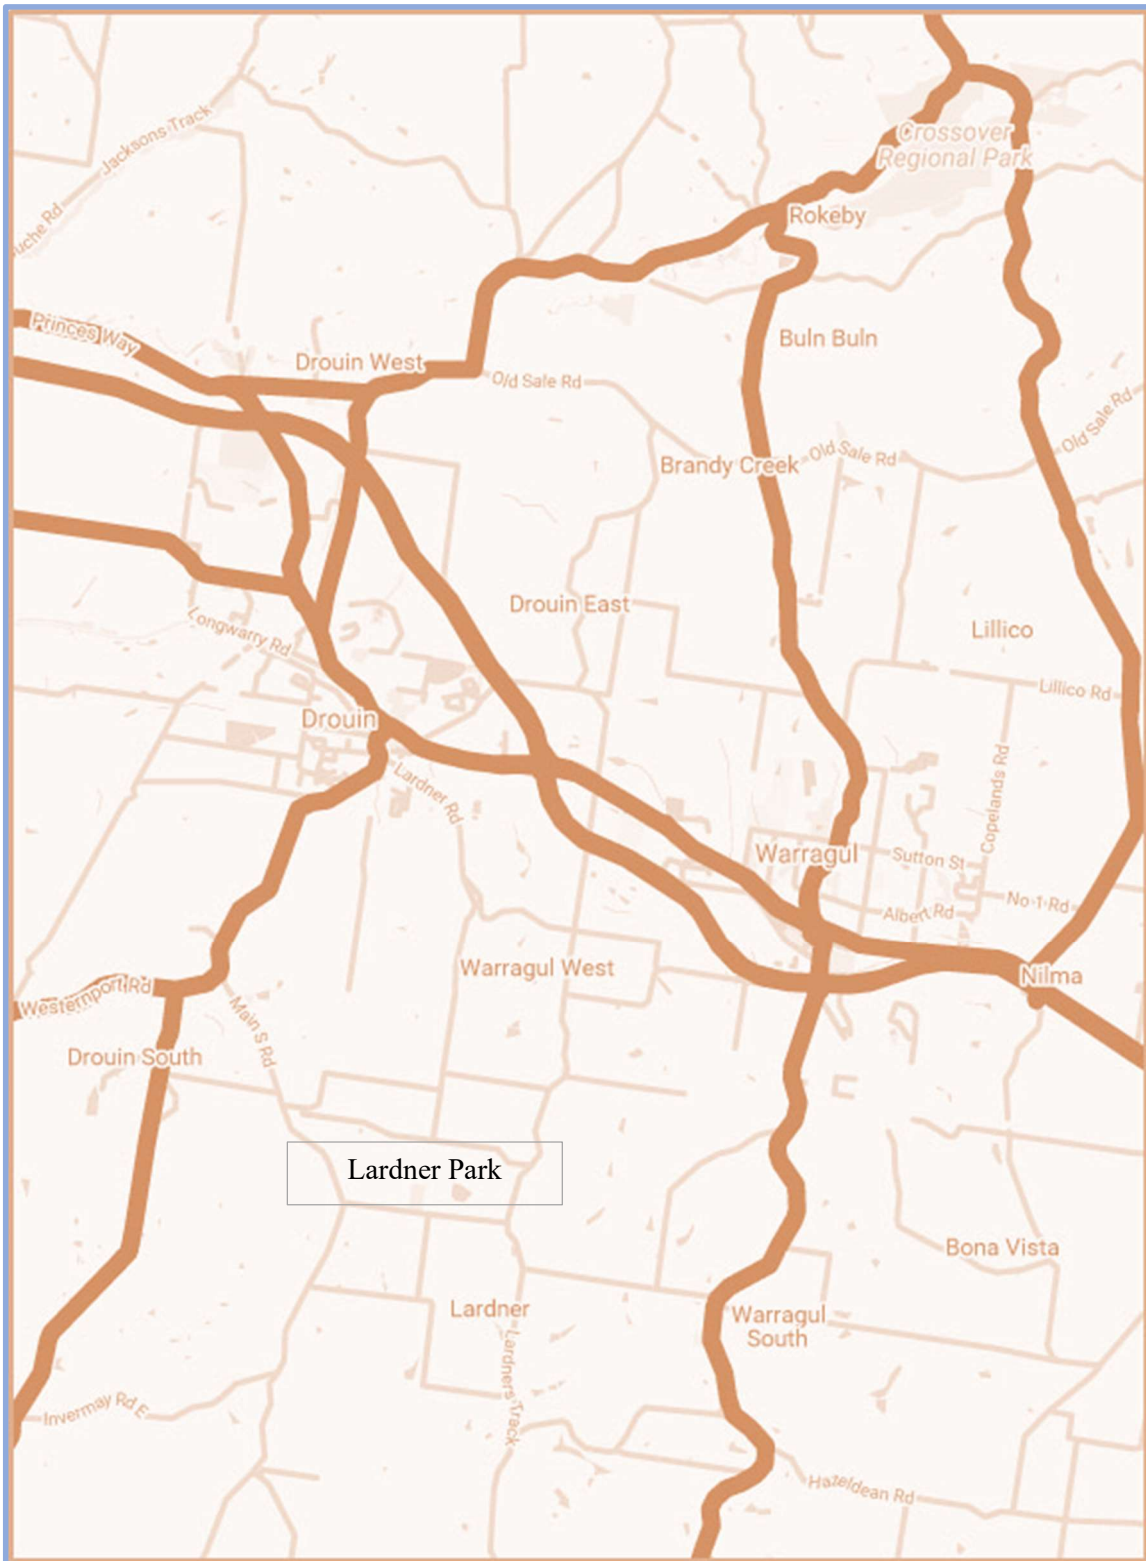 Jacksons Track
Crossover
Regional Park
Rokeby
uche Rd
Princes Way
Buln Buln
Drouin West
Old Sale Rd
Old Sale Rd
Brandy Creek
Old Sale Rd
Drouin East
Longwarry Rd
Lillico
Lillico Rd
Drouin
Lardner Rd
Copelands Rd
Warragul
Sutton St
No 1 Rd
Albert Rd
Warragul West
Nilma
Westernport Rd
Main S Rd
Drouin South
Lardner Park
Bona Vista
Lardner
Warragul
South
Lardners Track
Invermay Rd E
Hazeldean Rd